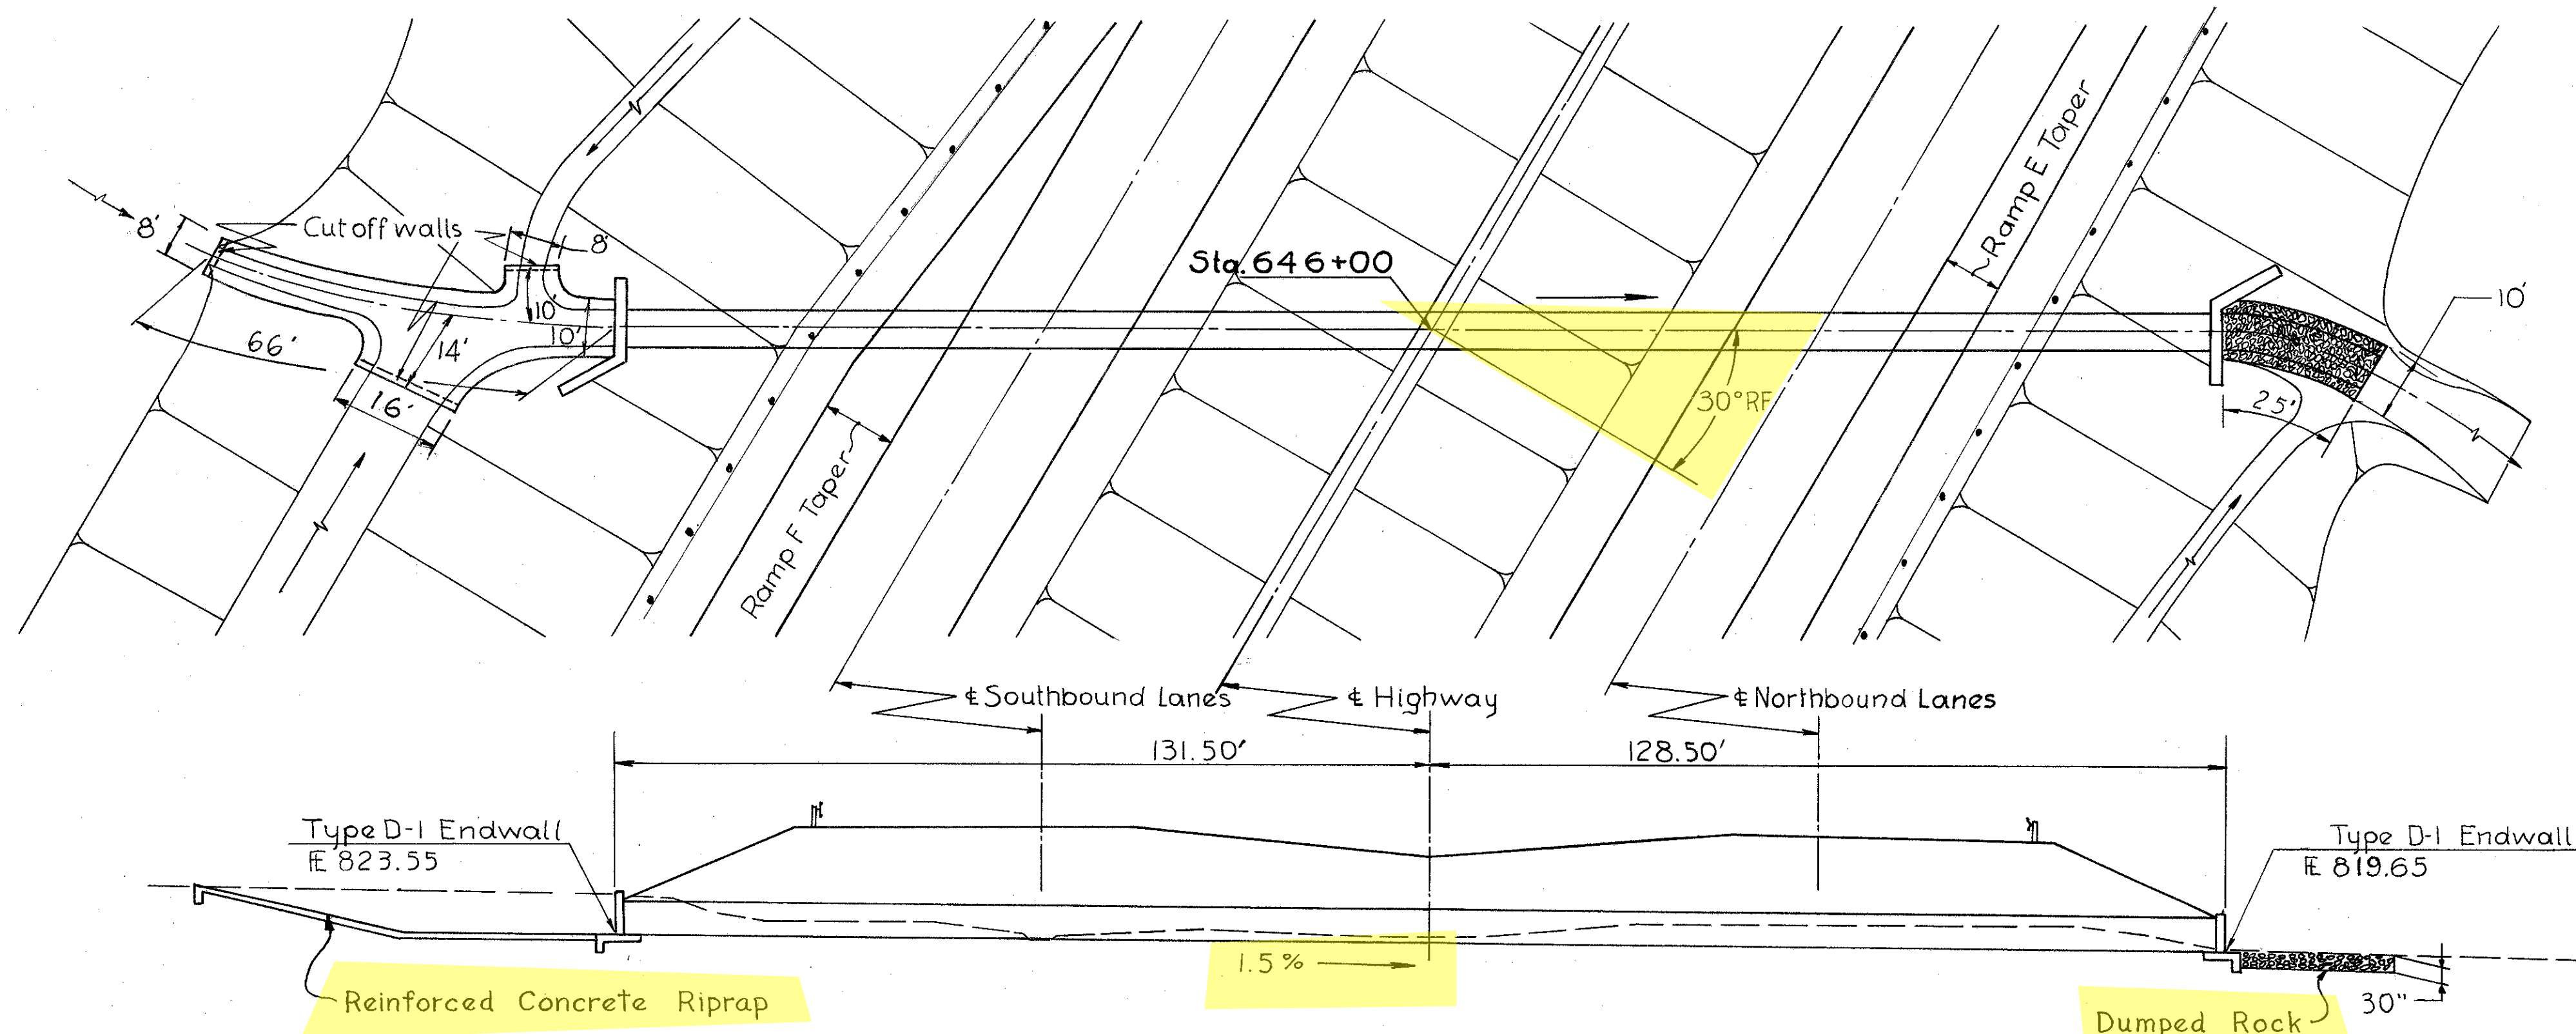 8'
Cutoff walls
8'
66'
10'
10'
14'
16'
Sta. 646+00
30°RF
Ramp E Taper
Ramp F Taper
10'
25'
℄ Southbound Lanes
℄ Highway
℄ Northbound Lanes
131.50'
128.50'
Type D-1 Endwall
FE 823.55
Type D-1 Endwall
FE 819.65
1.5%
Reinforced Concrete Riprap
30"
Dumped Rock